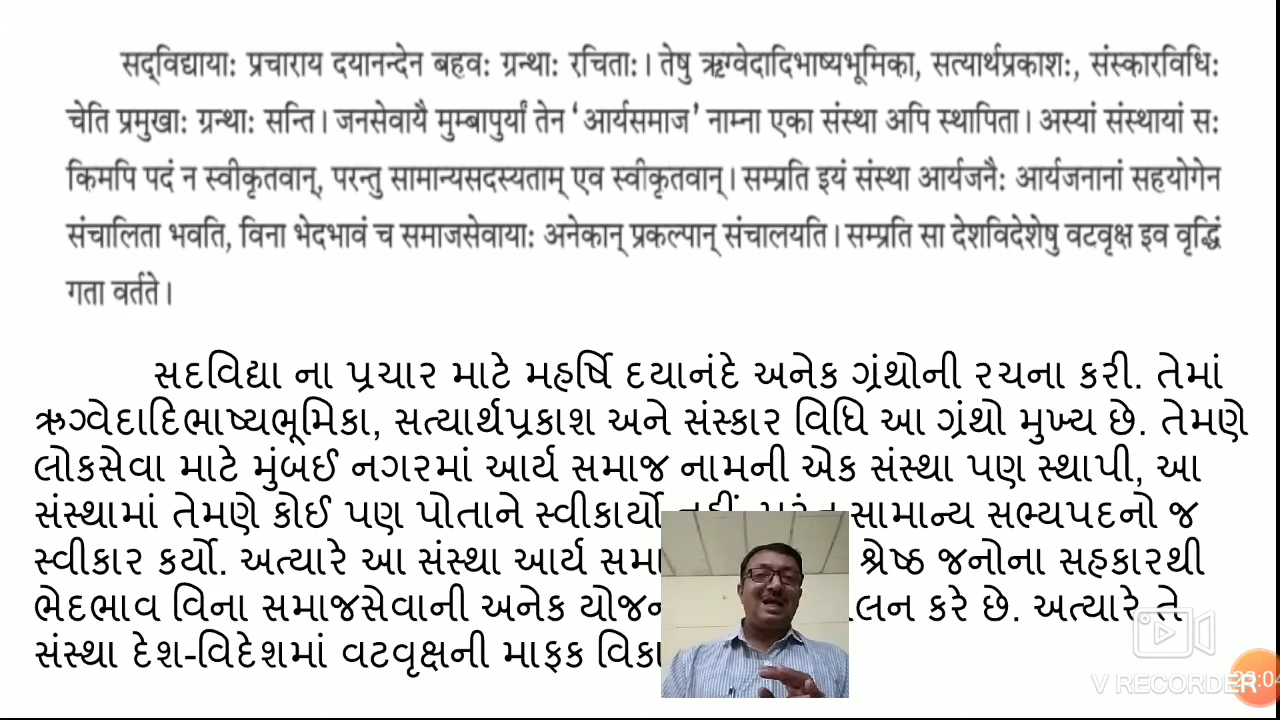 सद्विद्यायाः प्रचाराय दयानन्देन बहवः ग्रन्थाः रचिताः। तेषु ऋग्वेदादिभाष्यभूमिका, सत्यार्थप्रकाशः, संस्कारविधिः
चेति प्रमुखाः ग्रन्थाः सन्ति। जनसेवायै मुम्बापुर्यां तेन 'आर्यसमाज' नाम्ना एका संस्था अपि स्थापिता। अस्यां संस्थायां सः
किमपि पदं न स्वीकृतवान्, परन्तु सामान्यसदस्यताम् एव स्वीकृतवान्। सम्प्रति इयं संस्था आर्यजनैः आर्यजनानां सहयोगेन
संचालिता भवति, विना भेदभावं च समाजसेवायाः अनेकान् प्रकल्पान् संचालयति। सम्प्रति सा देशविदेशेषु वटवृक्ष इव वृद्धिं
गता वर्तते।
સદવિદ્યા ના પ્રચાર માટે મહર્ષિ દયાનંદે અનેક ગ્રંથોની રચના કરી. તેમાં
ઋગ્વેદાદિભાષ્યભૂમિકા, સત્યાર્થપ્રકાશ અને સંસ્કાર વિધિ આ ગ્રંથો મુખ્ય છે. તેમણે
લોકસેવા માટે મુંબઈ નગરમાં આર્ય સમાજ નામની એક સંસ્થા પણ સ્થાપી, આ
સંસ્થામાં તેમણે કોઈ પણ પોતાને સ્વીકાર્યો સામાન્ય સભ્યપદનો જ
સ્વીકાર કર્યો. અત્યારે આ સંસ્થા આર્ય શ્રેષ્ઠ જનોના સહકારથી
ભેદભાવ વિના સમાજસેવાની અનેક કરે છે. અત્યારે તે
સંસ્થા દેશ-વિદેશમાં વટવૃક્ષની માફક
V RECORDER